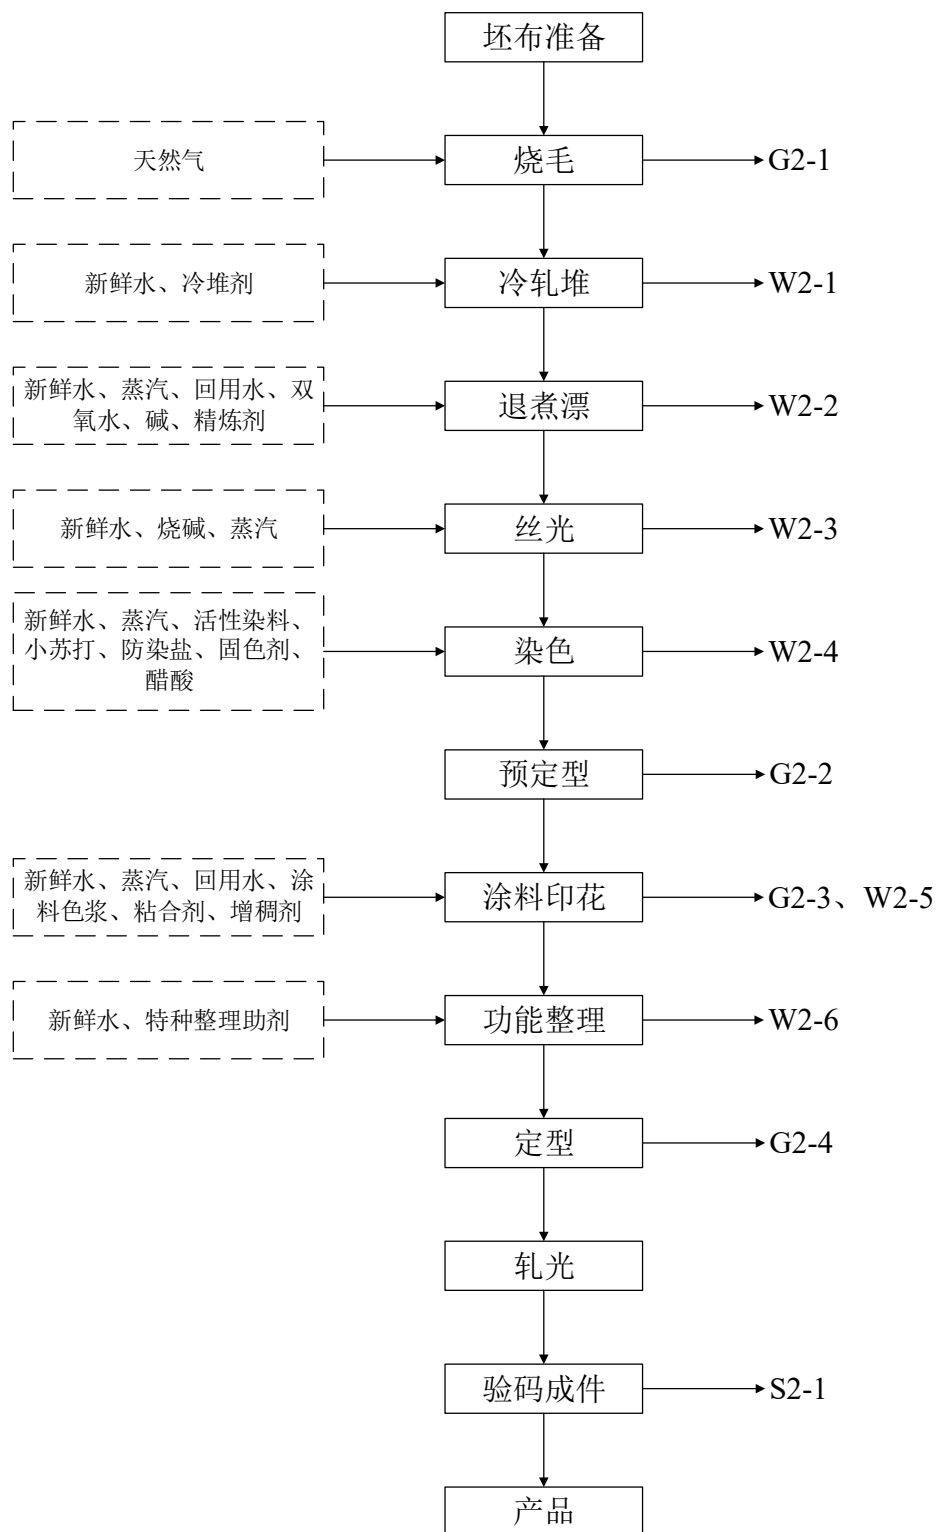 坯布准备
天然气
烧毛
G2-1
新鲜水、冷堆剂
冷轧堆
W2-1
新鲜水、蒸汽、回用水、双
氧水、碱、精炼剂
退煮漂
W2-2
新鲜水、烧碱、蒸汽
丝光
W2-3
新鲜水、蒸汽、活性染料、
小苏打、防染盐、固色剂、
醋酸
染色
W2-4
预定型
G2-2
新鲜水、蒸汽、回用水、涂
料色浆、粘合剂、增稠剂
涂料印花
G2-3、W2-5
新鲜水、特种整理助剂
功能整理
W2-6
定型
G2-4
轧光
验码成件
S2-1
产品